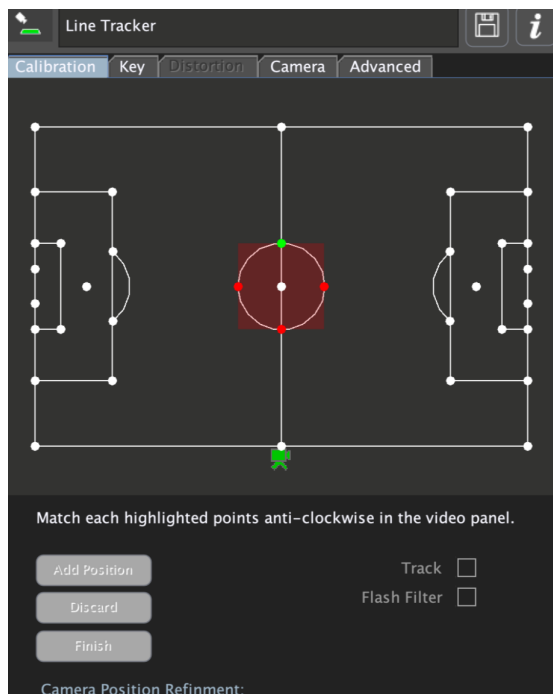 Line Tracker
i
Calibration Key Distortion Camera Advanced
Match each highlighted points anti-clockwise in the video panel.
Add Position
Track
Discard
Flash Filter
Finish
Camera Position Refinment: